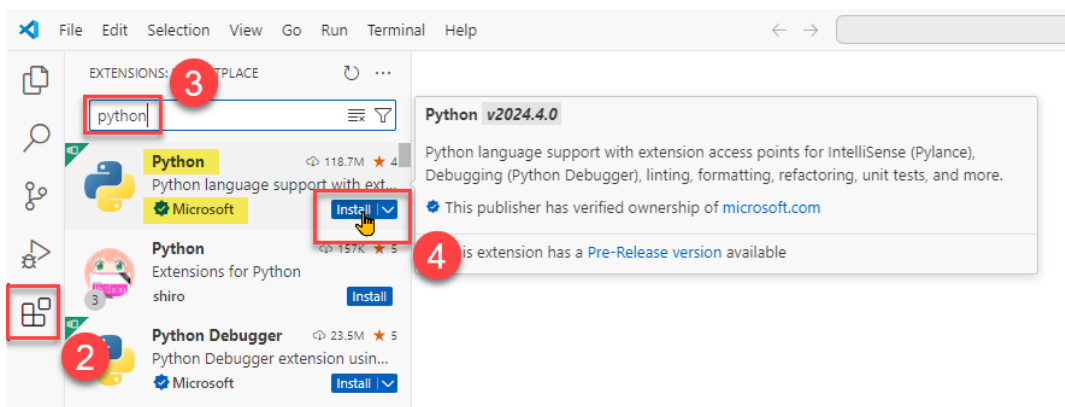 File Edit Selection View Go Run Terminal Help
EXTENSIONS: TPLACE
3
python
Python 118.7M 4
Python language support with ext...
Microsoft Install
Python 157K 5
Extensions for Python
3 shiro Install
Python Debugger 23.5M 5
Python Debugger extension usin...
Microsoft Install
2
4
Python v2024.4.0
Python language support with extension access points for IntelliSense (Pylance),
Debugging (Python Debugger), linting, formatting, refactoring, unit tests, and more.
This publisher has verified ownership of microsoft.com
is extension has a Pre-Release version available